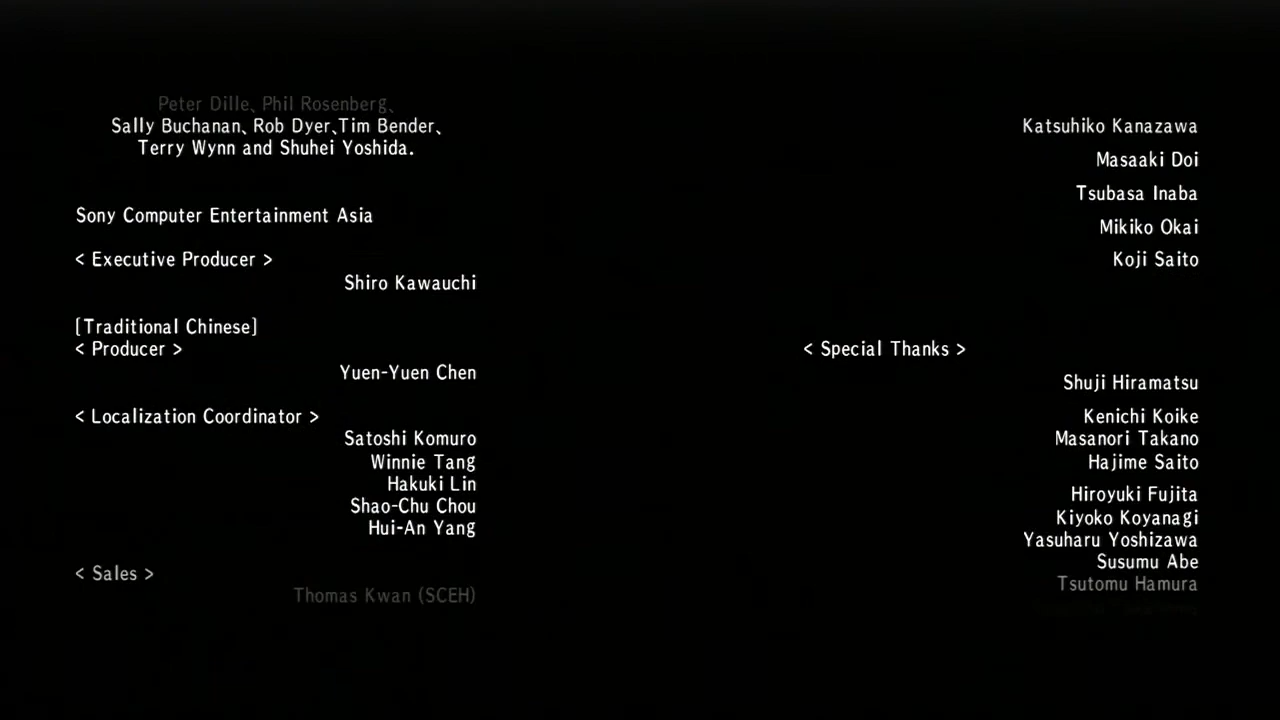 Peter Dille、Phil Rosenberg、
Sally Buchanan、Rob Dyer、Tim Bender、
Terry Wynn and Shuhei Yoshida.
Sony Computer Entertainment Asia
< Executive Producer >
Shiro Kawauchi
[Traditional Chinese]
< Producer >
Yuen-Yuen Chen
< Localization Coordinator >
Satoshi Komuro
Winnie Tang
Hakuki Lin
Shao-Chu Chou
Hui-An Yang
< Sales >
Thomas Kwan (SCEH)
Katsuhiko Kanazawa
Masaaki Doi
Tsubasa Inaba
Mikiko Okai
Koji Saito
< Special Thanks >
Shuji Hiramatsu
Kenichi Koike
Masanori Takano
Hajime Saito
Hiroyuki Fujita
Kiyoko Koyanagi
Yasuharu Yoshizawa
Susumu Abe
Tsutomu Hamura